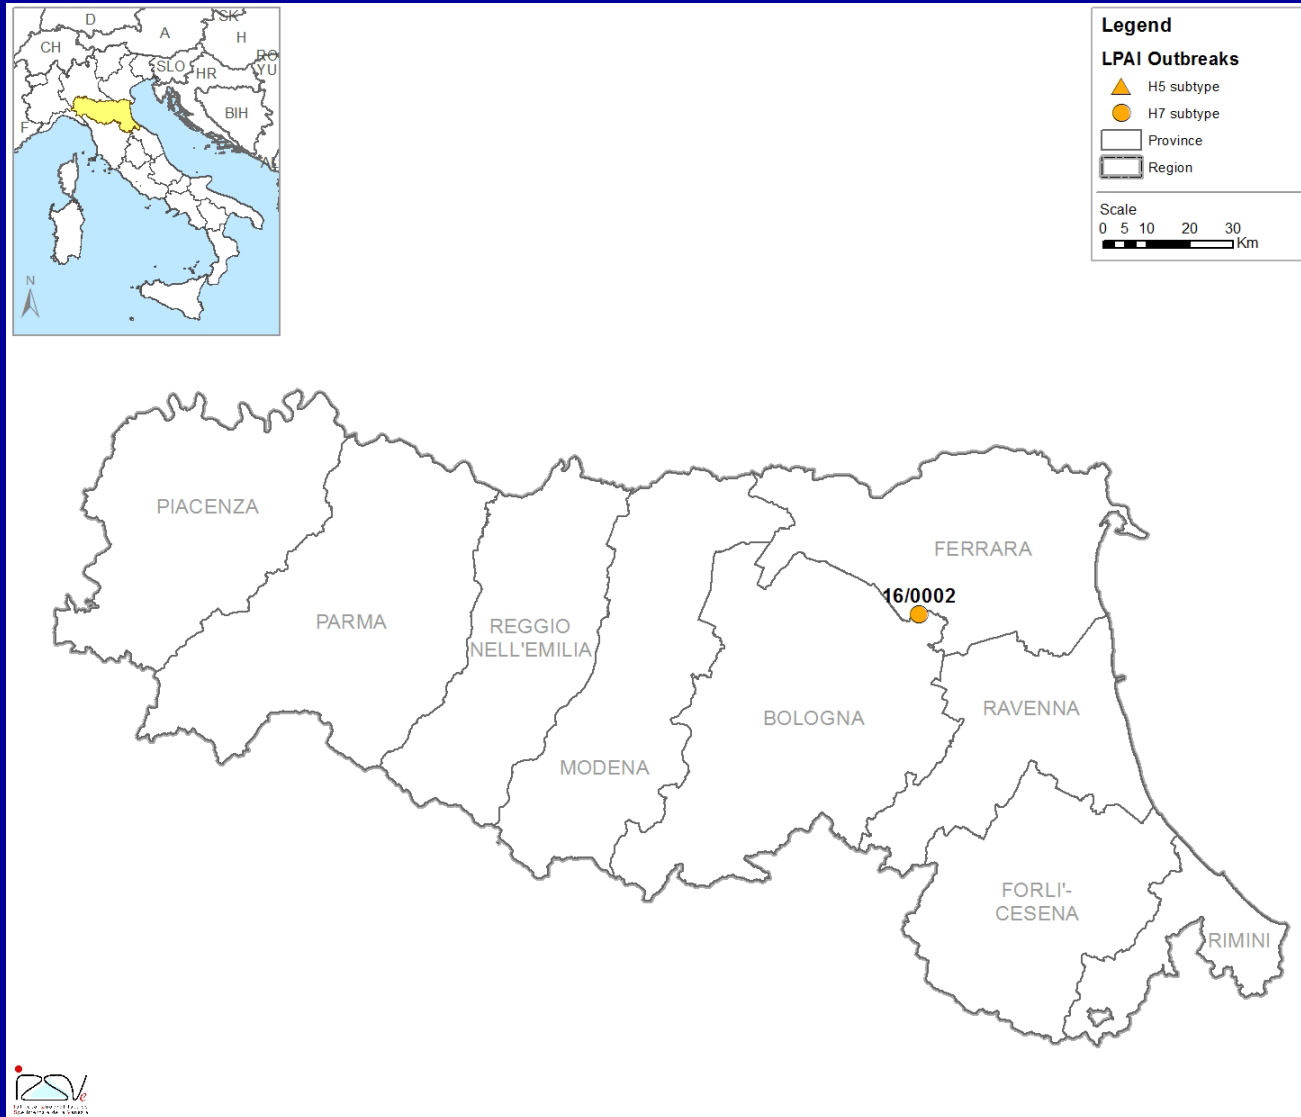 D
SK
A
H
CH
RO
SLO
HR
YU
BIH
F
N
Legend
LPAI Outbreaks
H5 subtype
H7 subtype
Province
Region
Scale
0 5 10 20 30
Km
PIACENZA
FERRARA
16/0002
PARMA
REGGIO
NELL'EMILIA
RAVENNA
BOLOGNA
MODENA
FORLI'-
CESENA
RIMINI